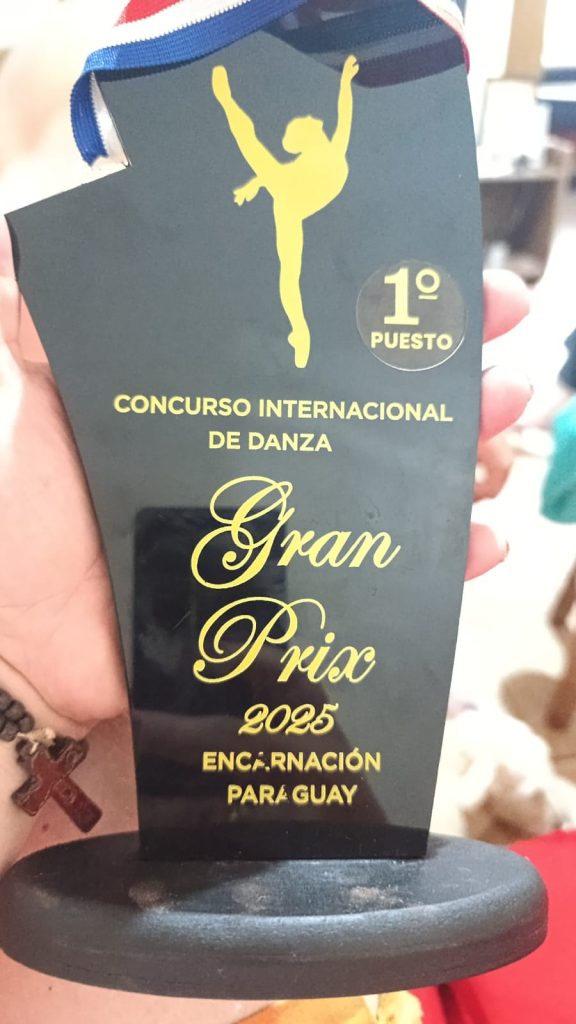 1º
PUESTO
CONCURSO INTERNACIONAL
DE DANZA
Gran
Prix
2025
ENCARNACIÓN
PARAGUAY